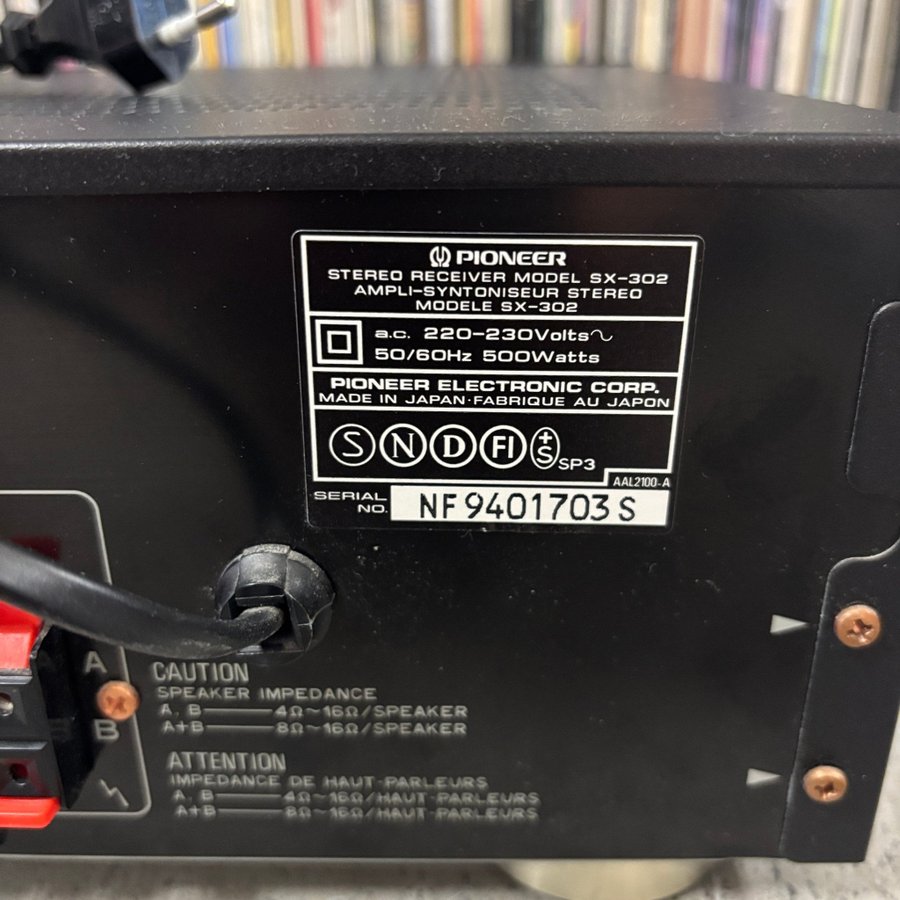 PIONEER
STEREO RECEIVER MODEL SX-302
AMPLI-SYNTONISEUR STEREO
MODELE SX-302
a.c. 220-230Volts~
50/60Hz 500Watts
PIONEER ELECTRONIC CORP.
MADE IN JAPAN·FABRIQUE AU JAPON
S N D FI +S SP3
AAL2100-A
SERIAL NO. NF9401703S
A
B
CAUTION
SPEAKER IMPEDANCE
A, B — 4Ω~16Ω/SPEAKER
A+B — 8Ω~16Ω/SPEAKER
ATTENTION
IMPEDANCE DE HAUT-PARLEURS
A, B — 4Ω~16Ω/HAUT-PARLEURS
A+B — 8Ω~16Ω/HAUT-PARLEURS